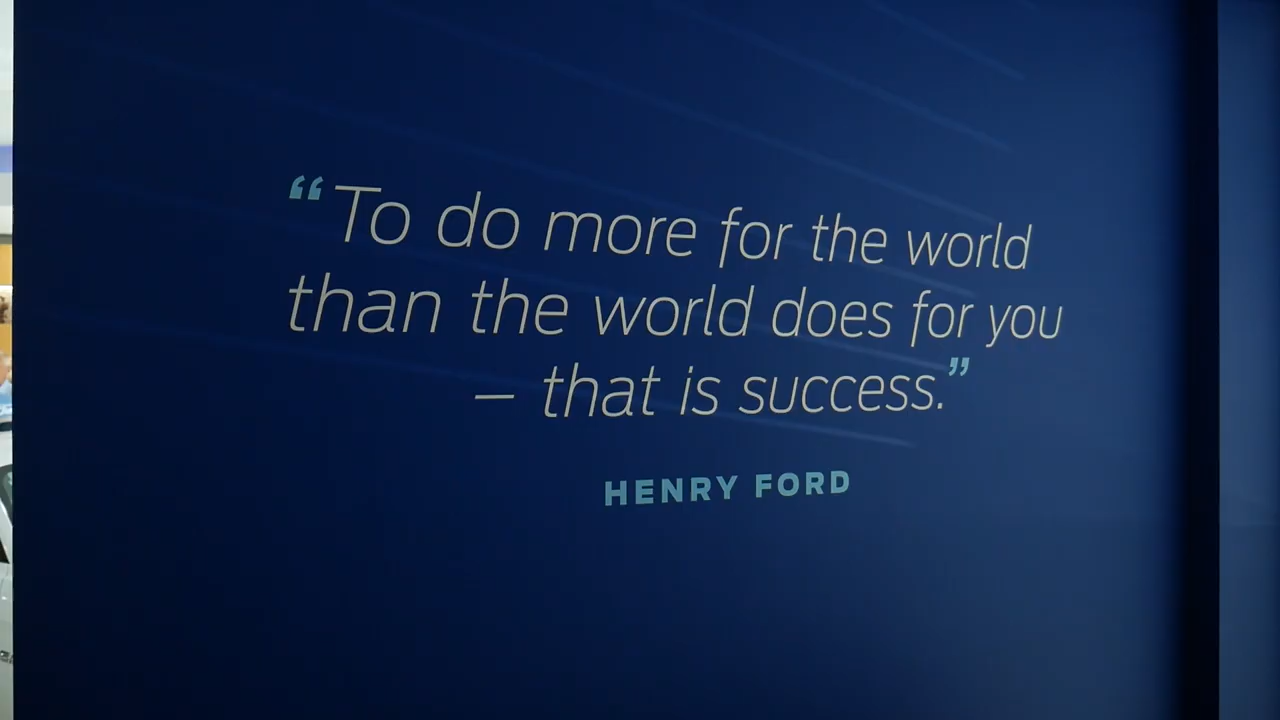 “To do more for the world
than the world does for you
– that is success.”
HENRY FORD